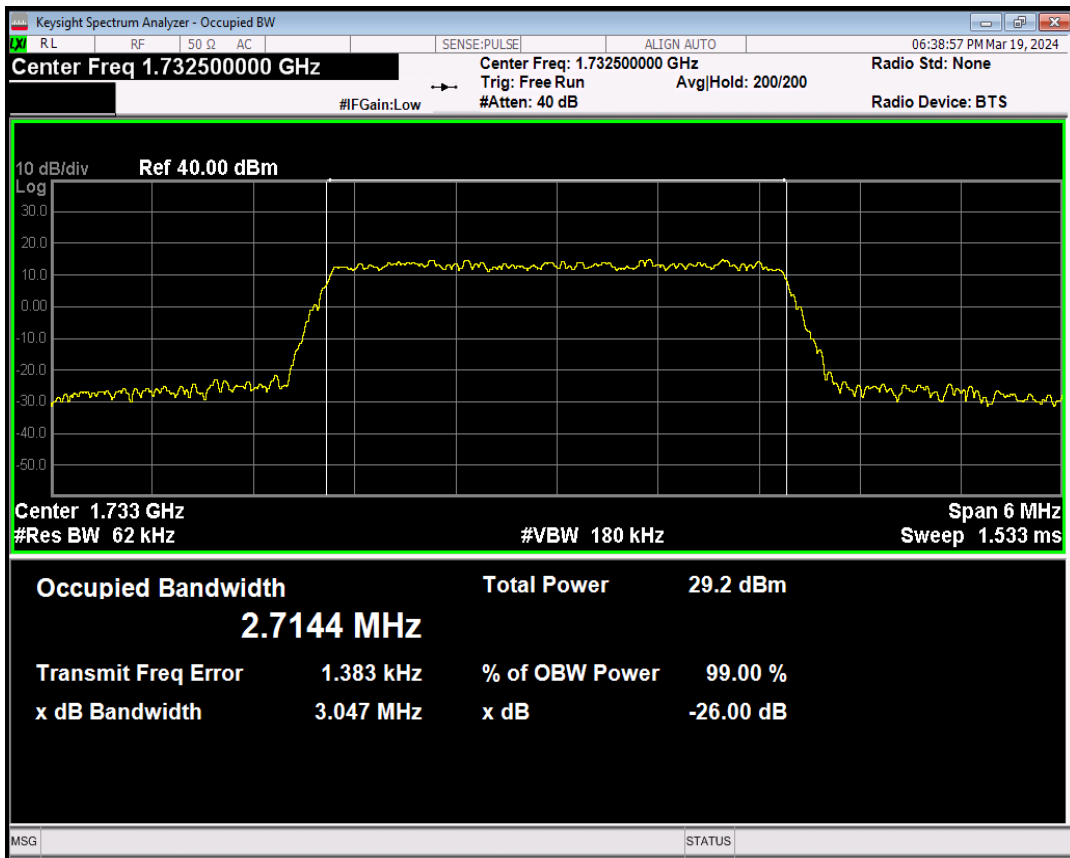 Keysight Spectrum Analyzer - Occupied BW
LXI RL RF 50 Ω AC SENSE:PULSE ALIGN AUTO 06:38:57 PM Mar 19, 2024
Center Freq 1.732500000 GHz Center Freq: 1.732500000 GHz Radio Std: None
Trig: Free Run Avg|Hold: 200/200
#IFGain:Low #Atten: 40 dB Radio Device: BTS
10 dB/div Ref 40.00 dBm
Log
30.0
20.0
10.0
0.00
-10.0
-20.0
-30.0
-40.0
-50.0
Center 1.733 GHz Span 6 MHz
#Res BW 62 kHz #VBW 180 kHz Sweep 1.533 ms
Occupied Bandwidth Total Power 29.2 dBm
2.7144 MHz
Transmit Freq Error 1.383 kHz % of OBW Power 99.00 %
x dB Bandwidth 3.047 MHz x dB -26.00 dB
MSG STATUS